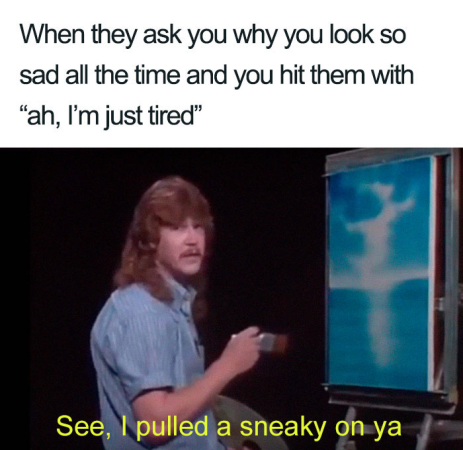 When they ask you why you look so
sad all the time and you hit them with
“ah, I’m just tired”
See, I pulled a sneaky on ya